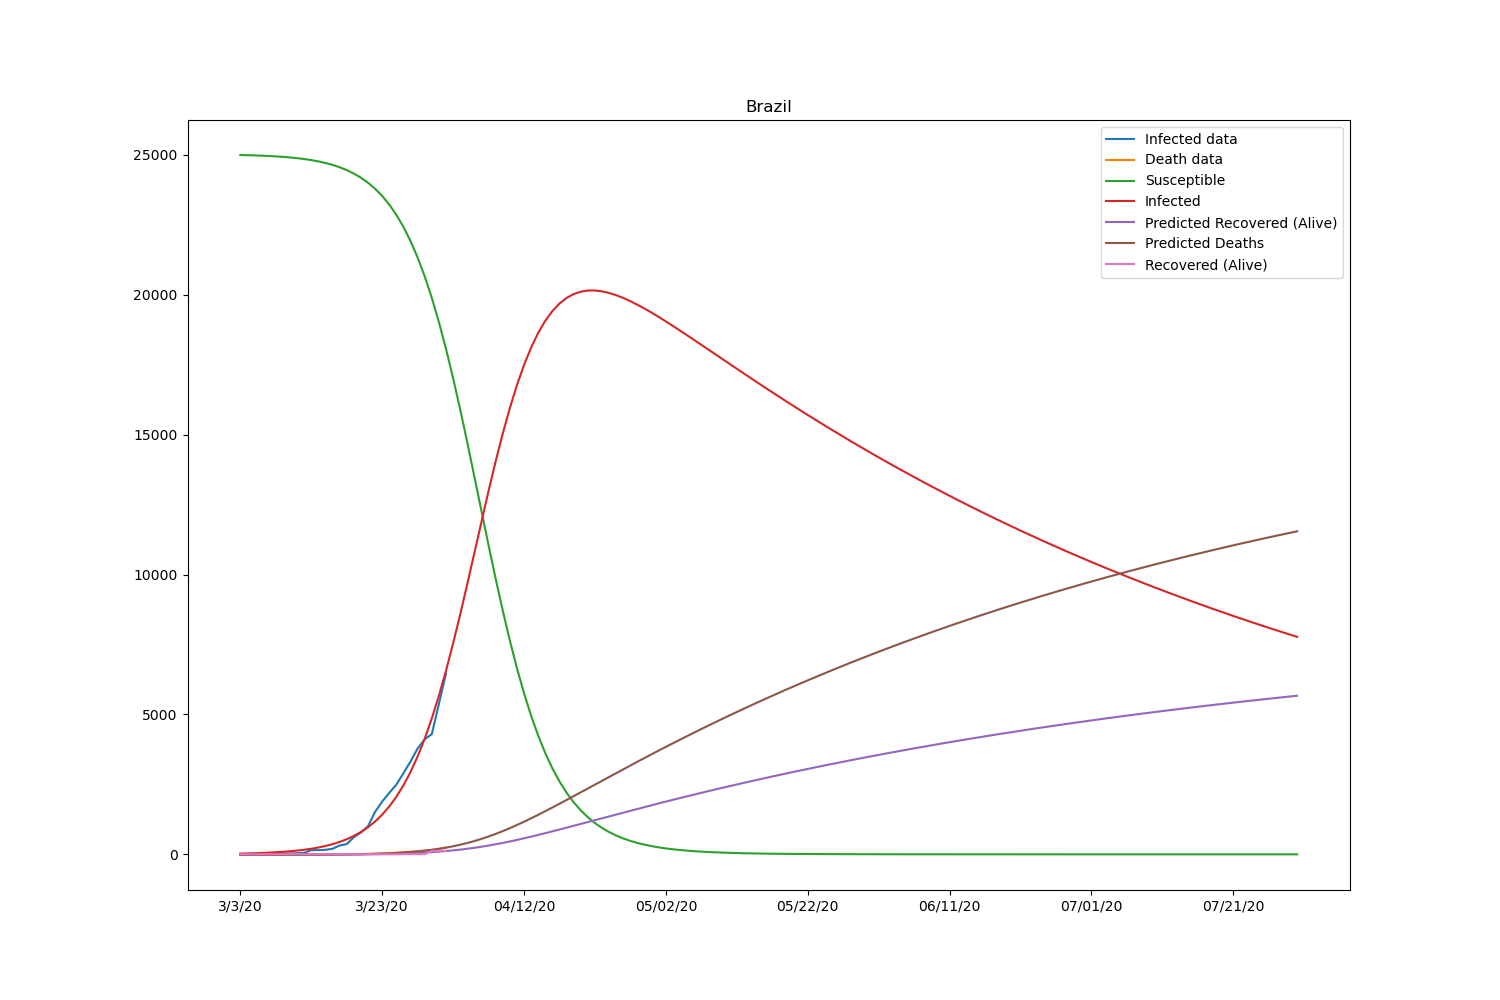 Brazil
Infected data
Death data
Susceptible
Infected
Predicted Recovered (Alive)
Predicted Deaths
Recovered (Alive)
25000
20000
15000
10000
5000
0
3/3/20 3/23/20 04/12/20 05/02/20 05/22/20 06/11/20 07/01/20 07/21/20